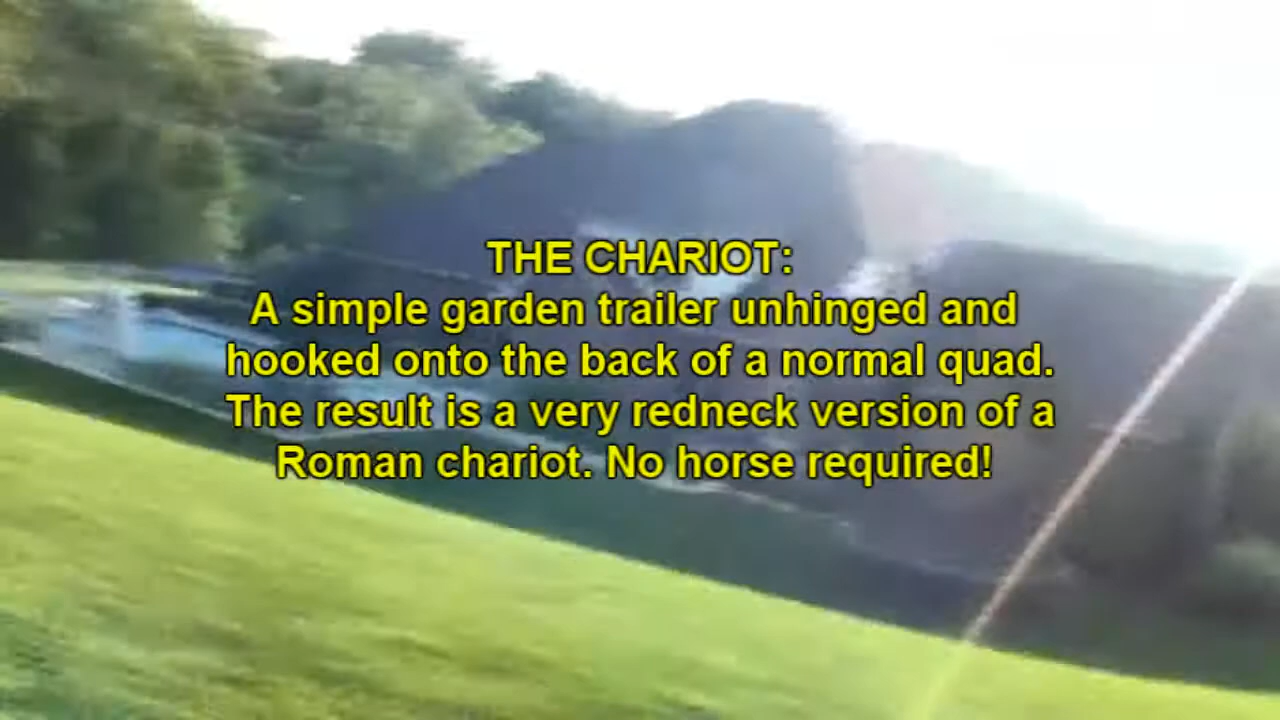 THE CHARIOT:
A simple garden trailer unhinged and
hooked onto the back of a normal quad.
The result is a very redneck version of a
Roman chariot. No horse required!